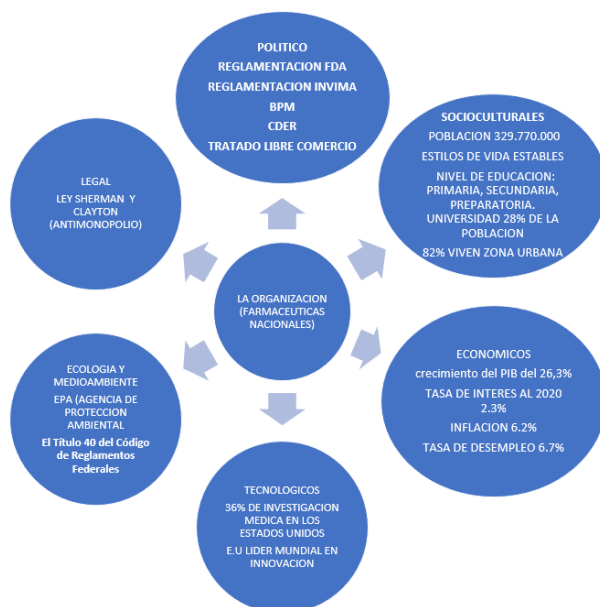 POLITICO
REGLAMENTACION FDA
REGLAMENTACION INVIMA
BPM
CDER
TRATADO LIBRE COMERCIO
SOCIOCULTURALES
POBLACION 329.770.000
ESTILOS DE VIDA ESTABLES
NIVEL DE EDUCACION:
PRIMARIA, SECUNDARIA,
PREPARATORIA.
UNIVERSIDAD 28% DE LA
POBLACION
82% VIVEN ZONA URBANA
LEGAL
LEY SHERMAN Y
CLAYTON
(ANTIMONOPOLIO)
LA ORGANIZACION
(FARMACEUTICAS
NACIONALES)
ECOLOGIA Y
MEDIOAMBIENTE
EPA (AGENCIA DE
PROTECCION
AMBIENTAL
El Título 40 del Código
de Reglamentos
Federales
ECONOMICOS
crecimiento del PIB del 26,3%
TASA DE INTERES AL 2020
2.3%
INFLACION 6.2%
TASA DE DESEMPLEO 6.7%
TECNOLOGICOS
36% DE INVESTIGACION
MEDICA EN LOS
ESTADOS UNIDOS
E.U LIDER MUNDIAL EN
INNOVACION